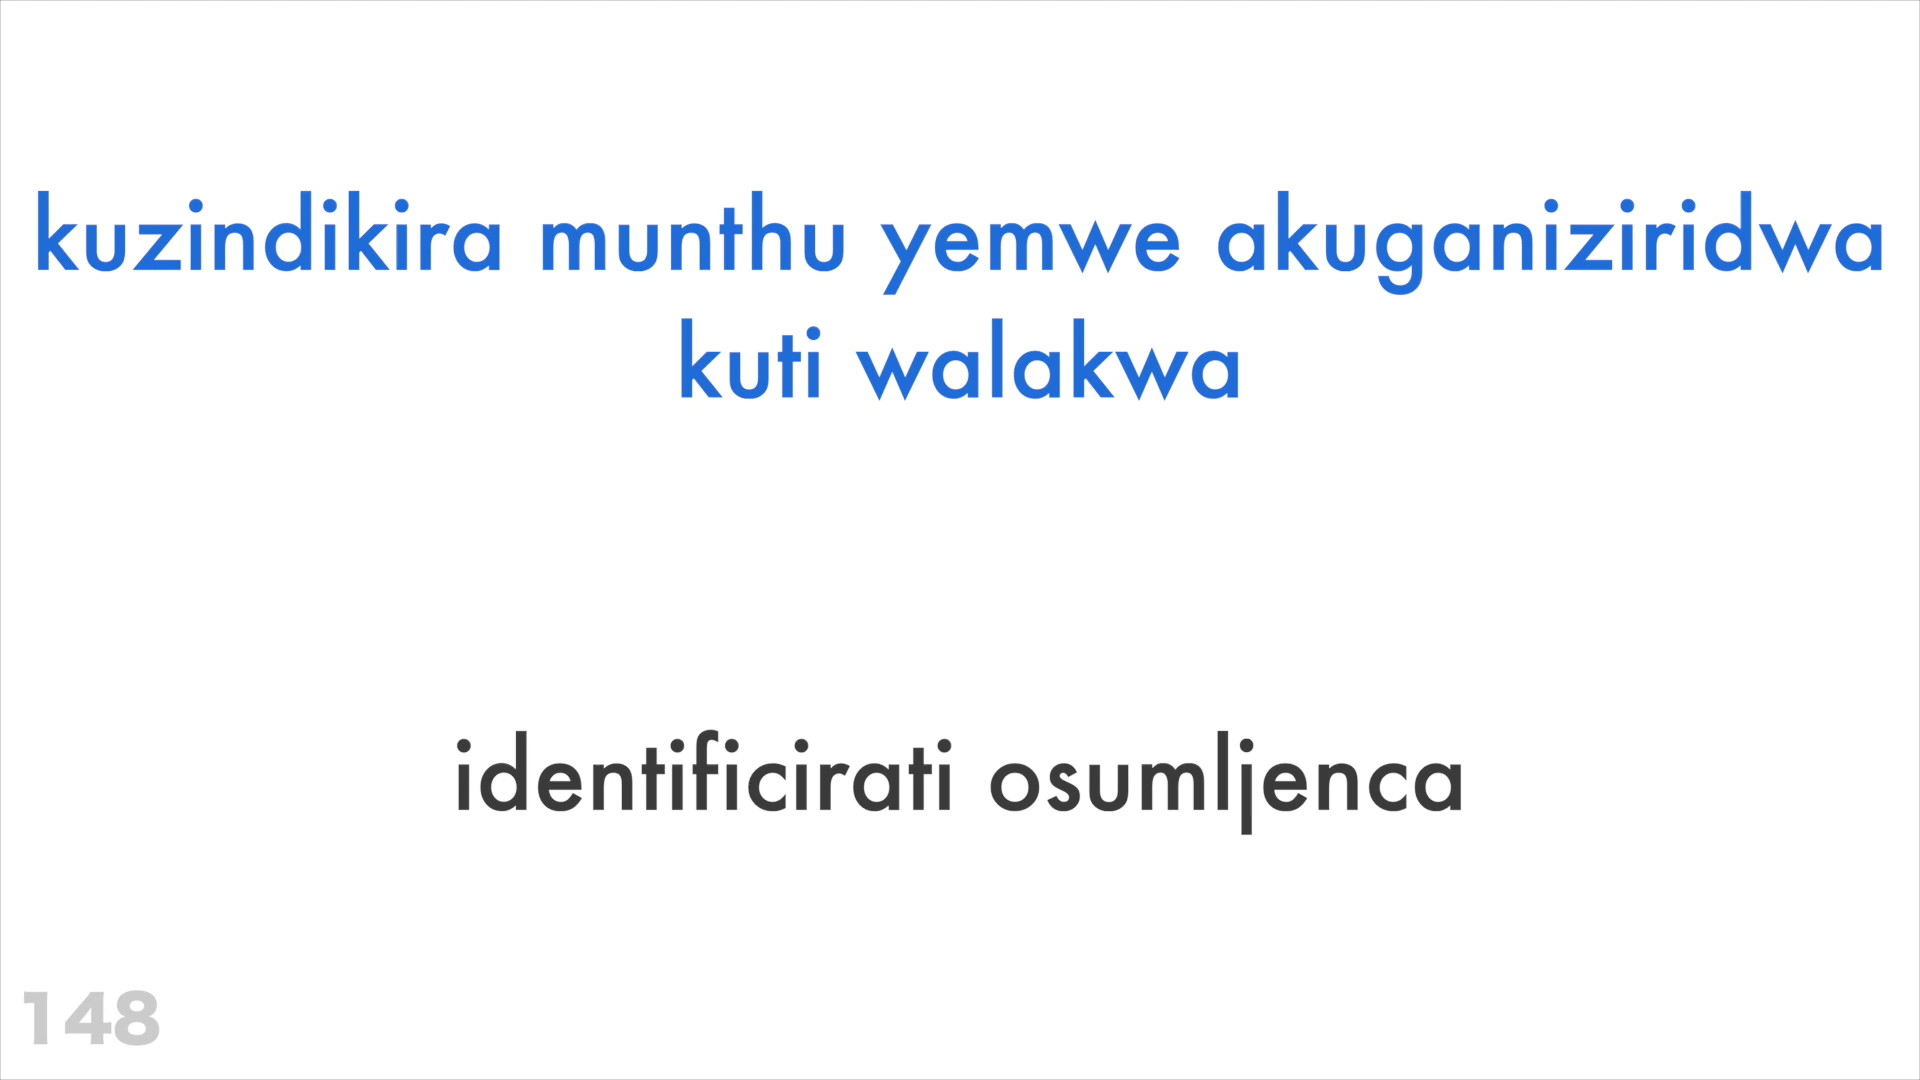 kuzindikira munthu yemwe akuganiziridwa
kuti walakwa
identificirati osumljenca
148